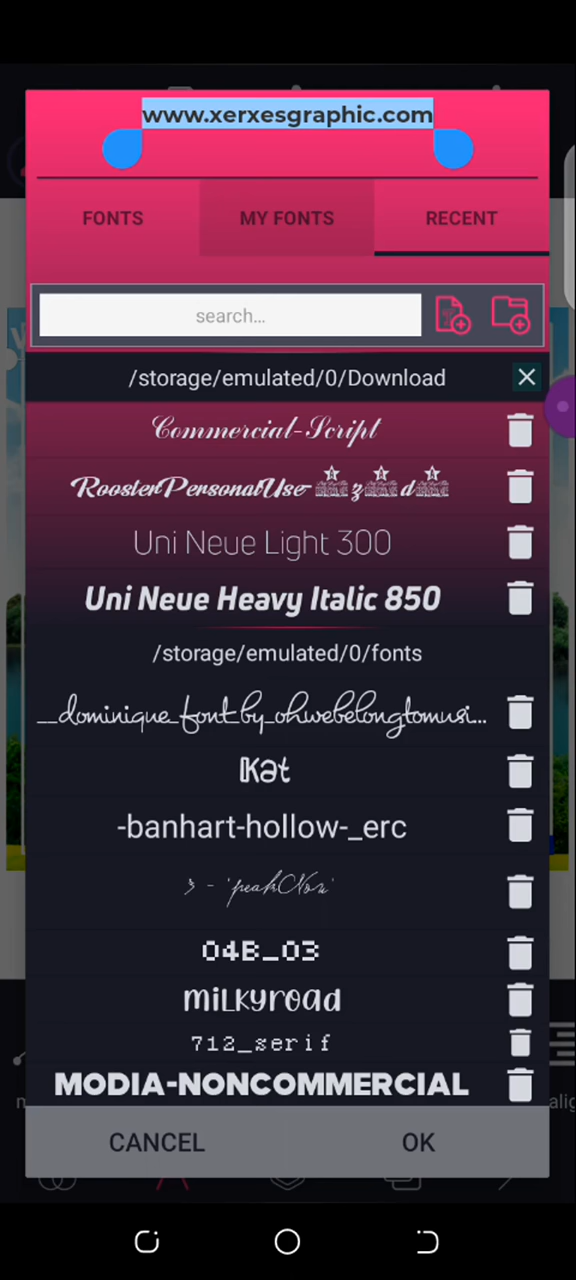 www.xerxesgraphic.com
FONTS MY FONTS RECENT
search...
/storage/emulated/0/Download
Commercial-Script
RoosterPersonalUse
Uni Neue Light 300
Uni Neue Heavy Italic 850
/storage/emulated/0/fonts
__dominique_font_by_ohwebelongtomusi...
Kat
-banhart-hollow-_erc
04B_03
milkyroad
712_serif
MODIA-NONCOMMERCIAL
CANCEL OK